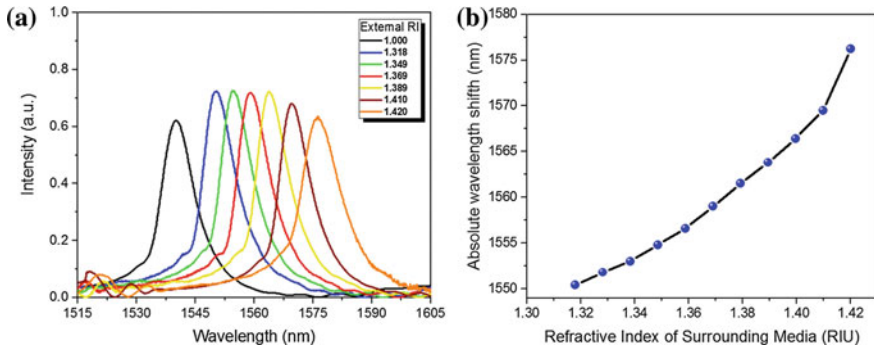 (a)
1.0
0.8
0.6
0.4
0.2
0.0
Intensity (a.u.)
External RI
1.000
1.318
1.349
1.369
1.389
1.410
1.420
1515 1530 1545 1560 1575 1590 1605
Wavelength (nm)
(b)
1580
1575
1570
1565
1560
1555
1550
Absolute wavelength shifth (nm)
1.30 1.32 1.34 1.36 1.38 1.40 1.42
Refractive Index of Surrounding Media (RIU)